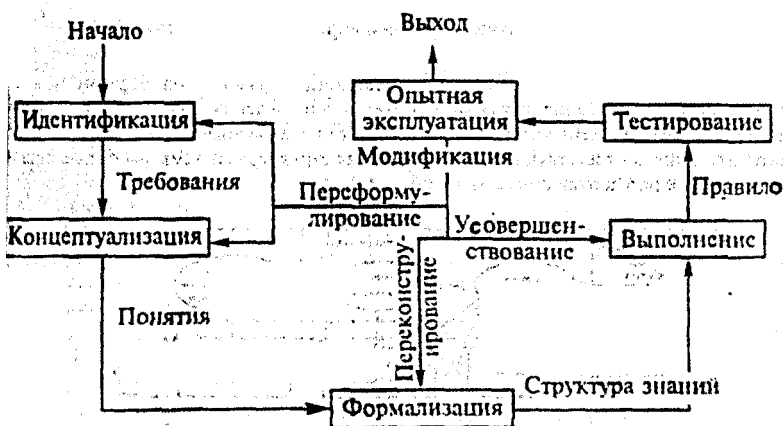 Начало
Выход
Идентификация
Опытная
эксплуатация
Тестирование
Модификация
Требования
Персформу-
лирование
Правило
Концептуализация
Усовершен-
ствование
Выполнение
Переконстру-
ирование
Понятия
Структура знаний
Формализация